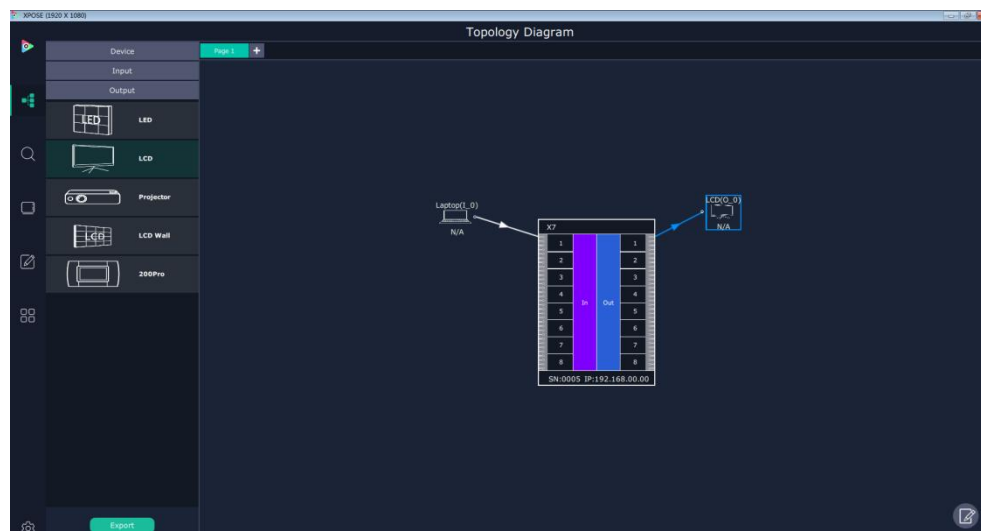 XPOSE (1920 X 1080)
Topology Diagram
Device
Input
Output
LED
LED
LCD
Projector
LCD
LCD Wall
200Pro
Export
Page 1 +
Laptop(I_0)
N/A
X7
1 1
2 2
3 3
4 4
In Out
5 5
6 6
7 7
8 8
SN:0005 IP:192.168.00.00
LCD(O_0)
N/A